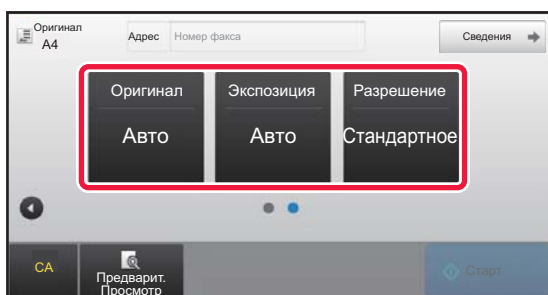 Оригинал
A4
Адрес
Номер факса
Сведения
Оригинал
Экспозиция
Разрешение
Авто
Авто
Стандартное
CA
Предварит.
Просмотр
Старт